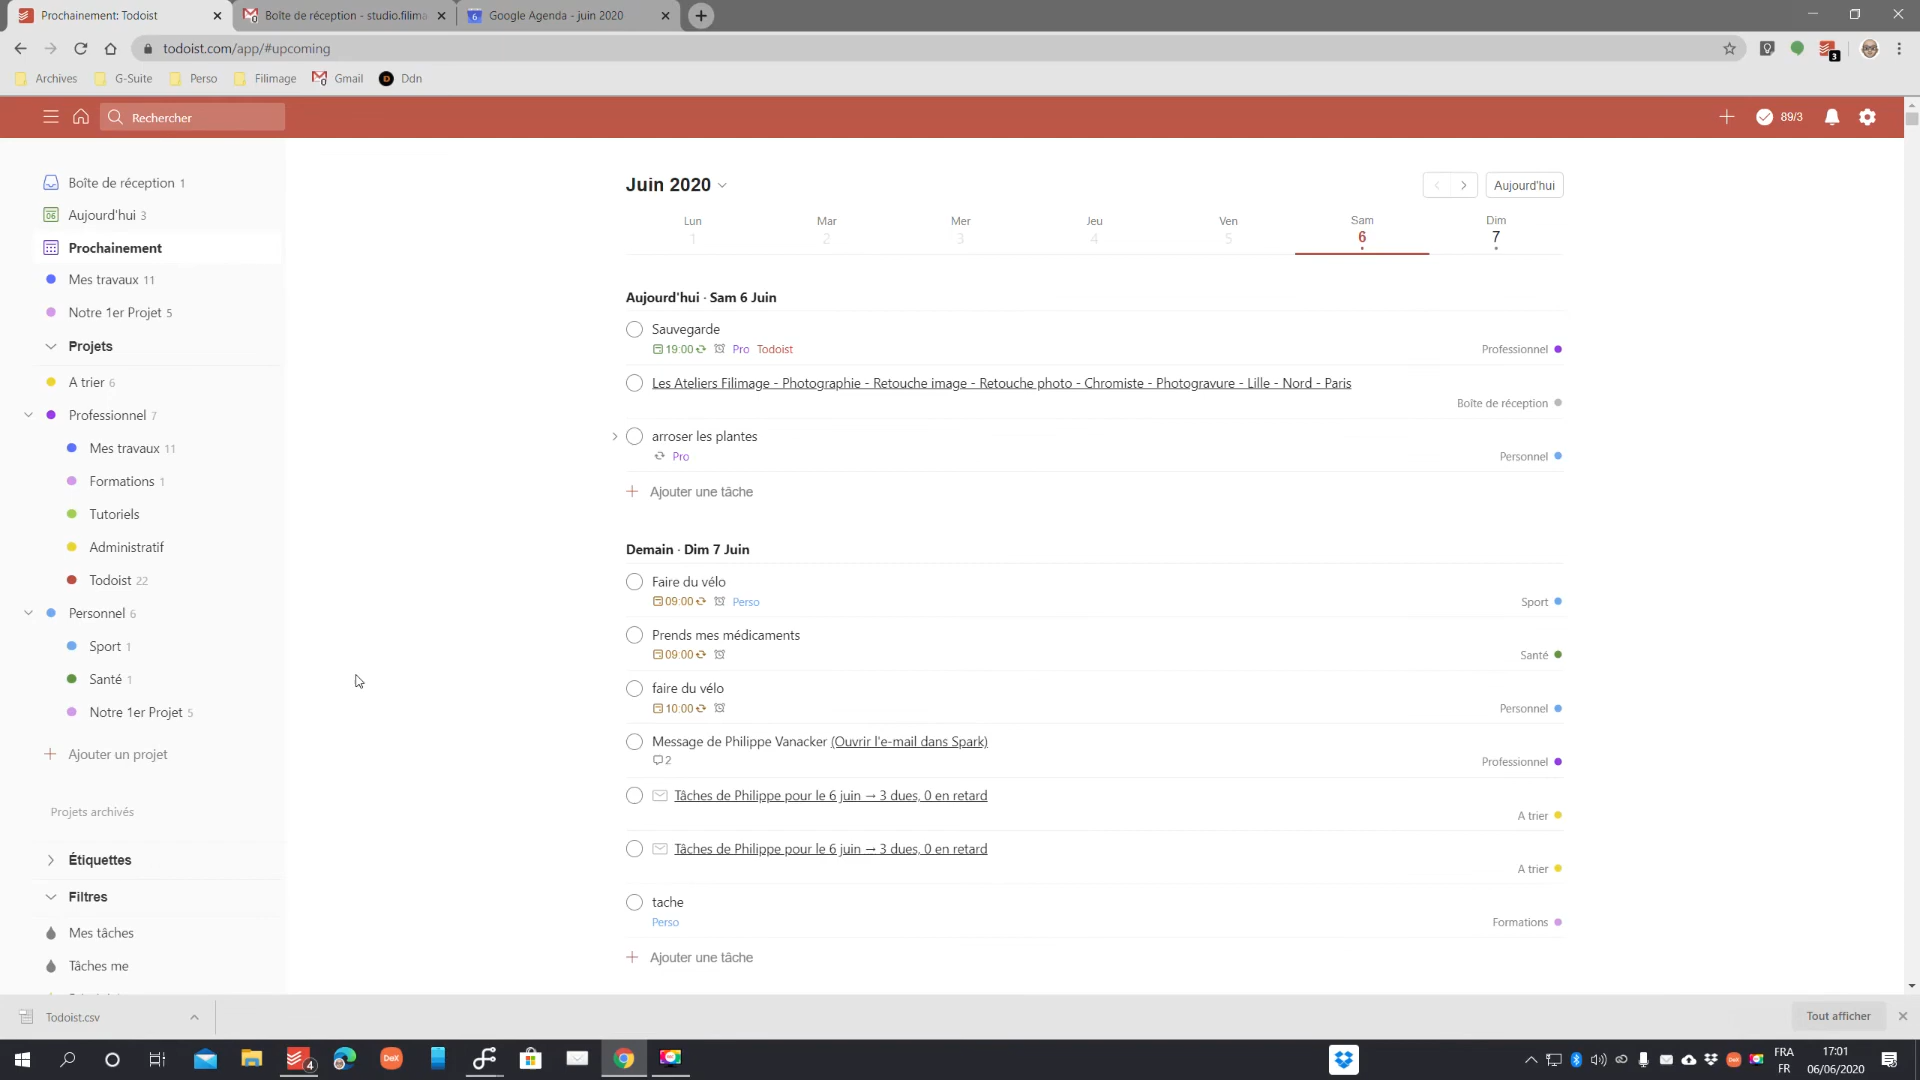 Prochainement: Todoist
Boîte de réception - studio.filima
Google Agenda - juin 2020
todoist.com/app/#upcoming
3
Archives
G-Suite
Perso
Filimage
Gmail
Ddn
Rechercher
89/3
Boîte de réception 1
Aujourd'hui 3
Prochainement
Mes travaux 11
Notre 1er Projet 5
Projets
A trier 6
Professionnel 7
Mes travaux 11
Formations 1
Tutoriels
Administratif
Todoist 22
Personnel 6
Sport 1
Santé 1
Notre 1er Projet 5
Ajouter un projet
Projets archivés
Étiquettes
Filtres
Mes tâches
Tâches me
Juin 2020
Aujourd'hui
Lun Mar Mer Jeu Ven Sam Dim
1 2 3 4 5 6 7
Aujourd'hui · Sam 6 Juin
Sauvegarde
19:00 Pro Todoist
Professionnel
Les Ateliers Filimage - Photographie - Retouche image - Retouche photo - Chromiste - Photogravure - Lille - Nord - Paris
Boîte de réception
arroser les plantes
Pro
Personnel
Ajouter une tâche
Demain · Dim 7 Juin
Faire du vélo
09:00 Perso
Sport
Prends mes médicaments
09:00
Santé
faire du vélo
10:00
Personnel
Message de Philippe Vanacker (Ouvrir l'e-mail dans Spark)
2
Professionnel
Tâches de Philippe pour le 6 juin → 3 dues, 0 en retard
A trier
Tâches de Philippe pour le 6 juin → 3 dues, 0 en retard
A trier
tache
Perso
Formations
Ajouter une tâche
Todoist.csv
Tout afficher
4
DeX
FRA
FR
17:01
06/06/2020